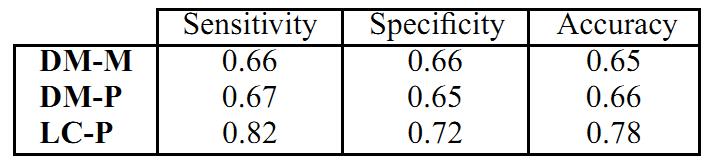 Sensitivity Specificity Accuracy
DM-M 0.66 0.66 0.65
DM-P 0.67 0.65 0.66
LC-P 0.82 0.72 0.78